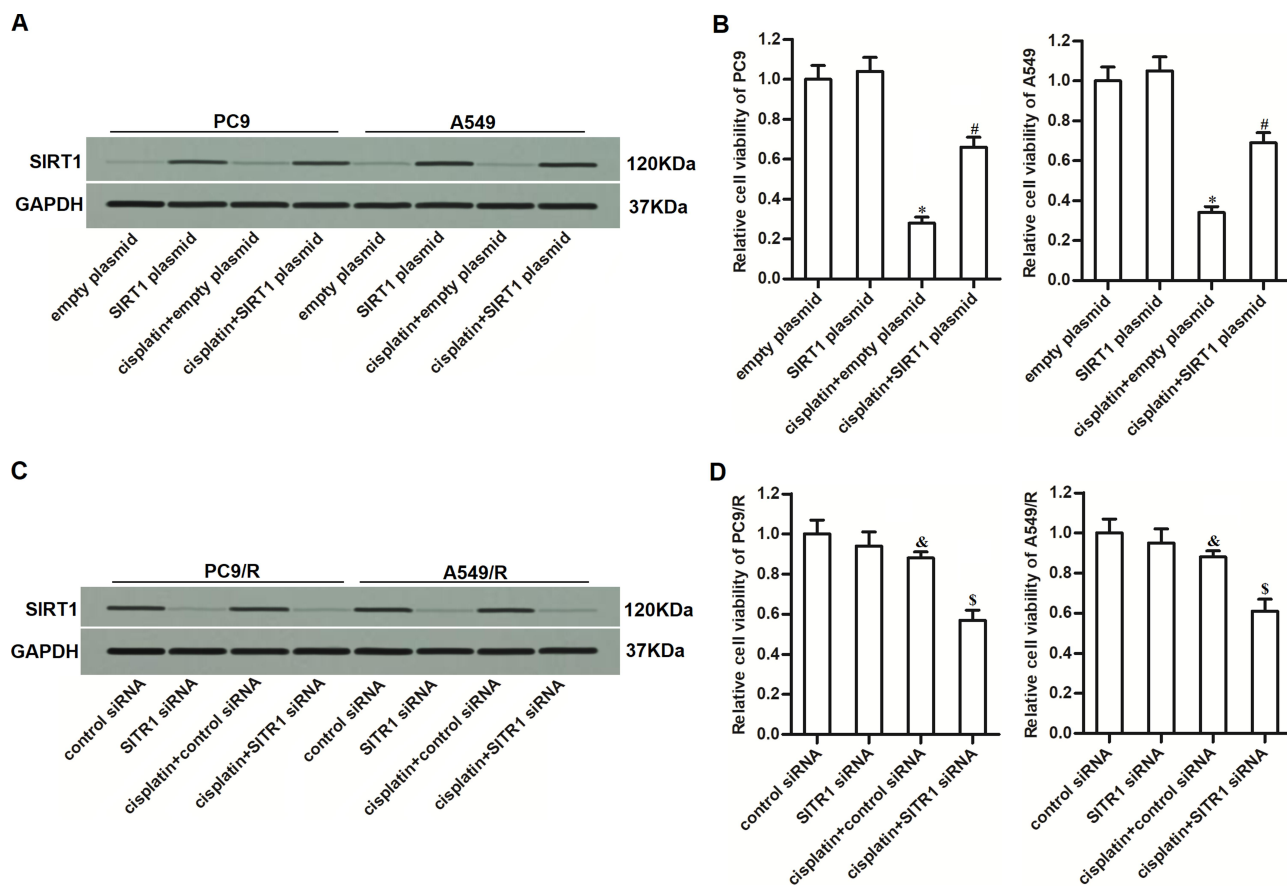 A
PC9 A549
SIRT1 120KDa
GAPDH 37KDa
empty plasmid
SIRT1 plasmid
cisplatin+empty plasmid
cisplatin+SIRT1 plasmid
empty plasmid
SIRT1 plasmid
cisplatin+empty plasmid
cisplatin+SIRT1 plasmid
B
Relative cell viability of PC9
1.2
1.0
0.8
0.6
0.4
0.2
0.0
*
#
empty plasmid
SIRT1 plasmid
cisplatin+empty plasmid
cisplatin+SIRT1 plasmid
Relative cell viability of A549
1.2
1.0
0.8
0.6
0.4
0.2
0.0
*
#
empty plasmid
SIRT1 plasmid
cisplatin+empty plasmid
cisplatin+SIRT1 plasmid
C
PC9/R A549/R
SIRT1 120KDa
GAPDH 37KDa
control siRNA
SITR1 siRNA
cisplatin+control siRNA
cisplatin+SITR1 siRNA
control siRNA
SITR1 siRNA
cisplatin+control siRNA
cisplatin+SITR1 siRNA
D
Relative cell viability of PC9/R
1.2
1.0
0.8
0.6
0.4
0.2
0.0
&
$
control siRNA
SITR1 siRNA
cisplatin+control siRNA
cisplatin+SITR1 siRNA
Relative cell viability of A549/R
1.2
1.0
0.8
0.6
0.4
0.2
0.0
&
$
control siRNA
SITR1 siRNA
cisplatin+control siRNA
cisplatin+SITR1 siRNA